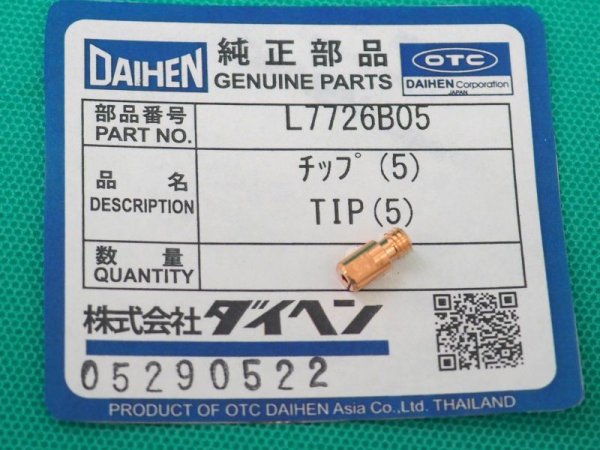 DAIHEN 純正部品 OTC
GENUINE PARTS DAIHEN Corporation
JAPAN
部品番号 L7726B05
PART NO.
品名 チップ(5)
DESCRIPTION TIP(5)
数量
QUANTITY
株式会社ダイヘン
05290522
PRODUCT OF OTC DAIHEN Asia Co.,Ltd. THAILAND